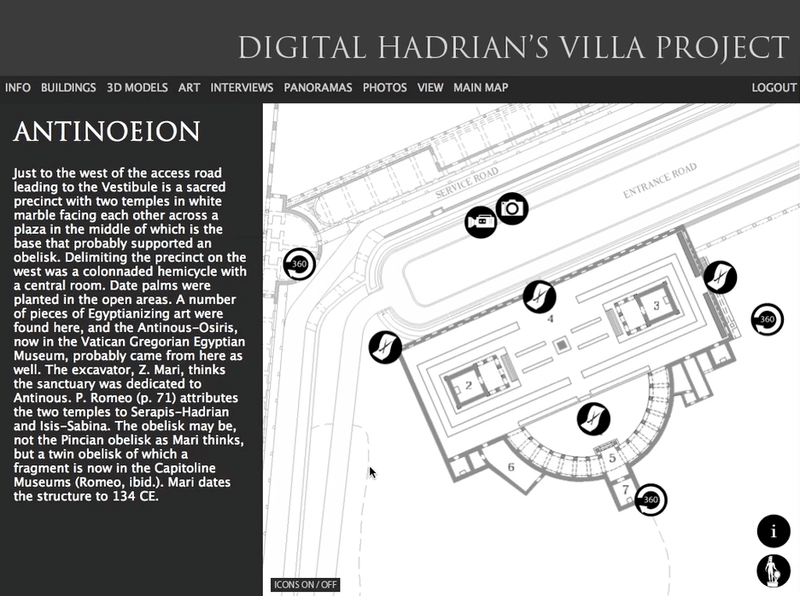 DIGITAL HADRIAN'S VILLA PROJECT
INFO BUILDINGS 3D MODELS ART INTERVIEWS PANORAMAS PHOTOS VIEW MAIN MAP LOGOUT
ANTINOEION
Just to the west of the access road
leading to the Vestibule is a sacred
precinct with two temples in white
marble facing each other across a
plaza in the middle of which is the
base that probably supported an
obelisk. Delimiting the precinct on the
west was a colonnaded hemicycle with
a central room. Date palms were
planted in the open areas. A number
of pieces of Egyptianizing art were
found here, and the Antinous-Osiris,
now in the Vatican Gregorian Egyptian
Museum, probably came from here as
well. The excavator, Z. Mari, thinks
the sanctuary was dedicated to
Antinous. P. Romeo (p. 71) attributes
the two temples to Serapis-Hadrian
and Isis-Sabina. The obelisk may be,
not the Pincian obelisk as Mari thinks,
but a twin obelisk of which a
fragment is now in the Capitoline
Museums (Romeo, ibid.). Mari dates
the structure to 134 CE.
SERVICE ROAD
ENTRANCE ROAD
360
3
360
4
2
5
6
7
360
i
ICONS ON / OFF